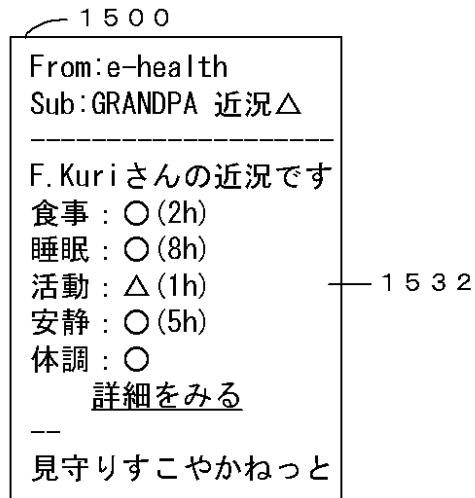 １５００
From:e-health
Sub:GRANDPA 近況△
--------------------
F.Kuriさんの近況です
食事：○(2h)
睡眠：○(8h)
活動：△(1h)
１５３２
安静：○(5h)
体調：○
詳細をみる
--
見守りすこやかねっと